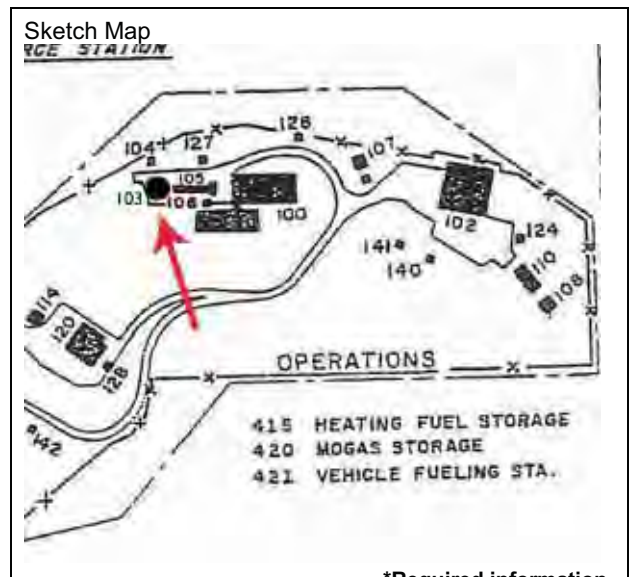 Sketch Map
RCE STATION
126
104 127 107
105
103 106
100
102
124
141
140
110
108
114
120
128
142
OPERATIONS
415 HEATING FUEL STORAGE
420 MOGAS STORAGE
421 VEHICLE FUELING STA.
*Required information